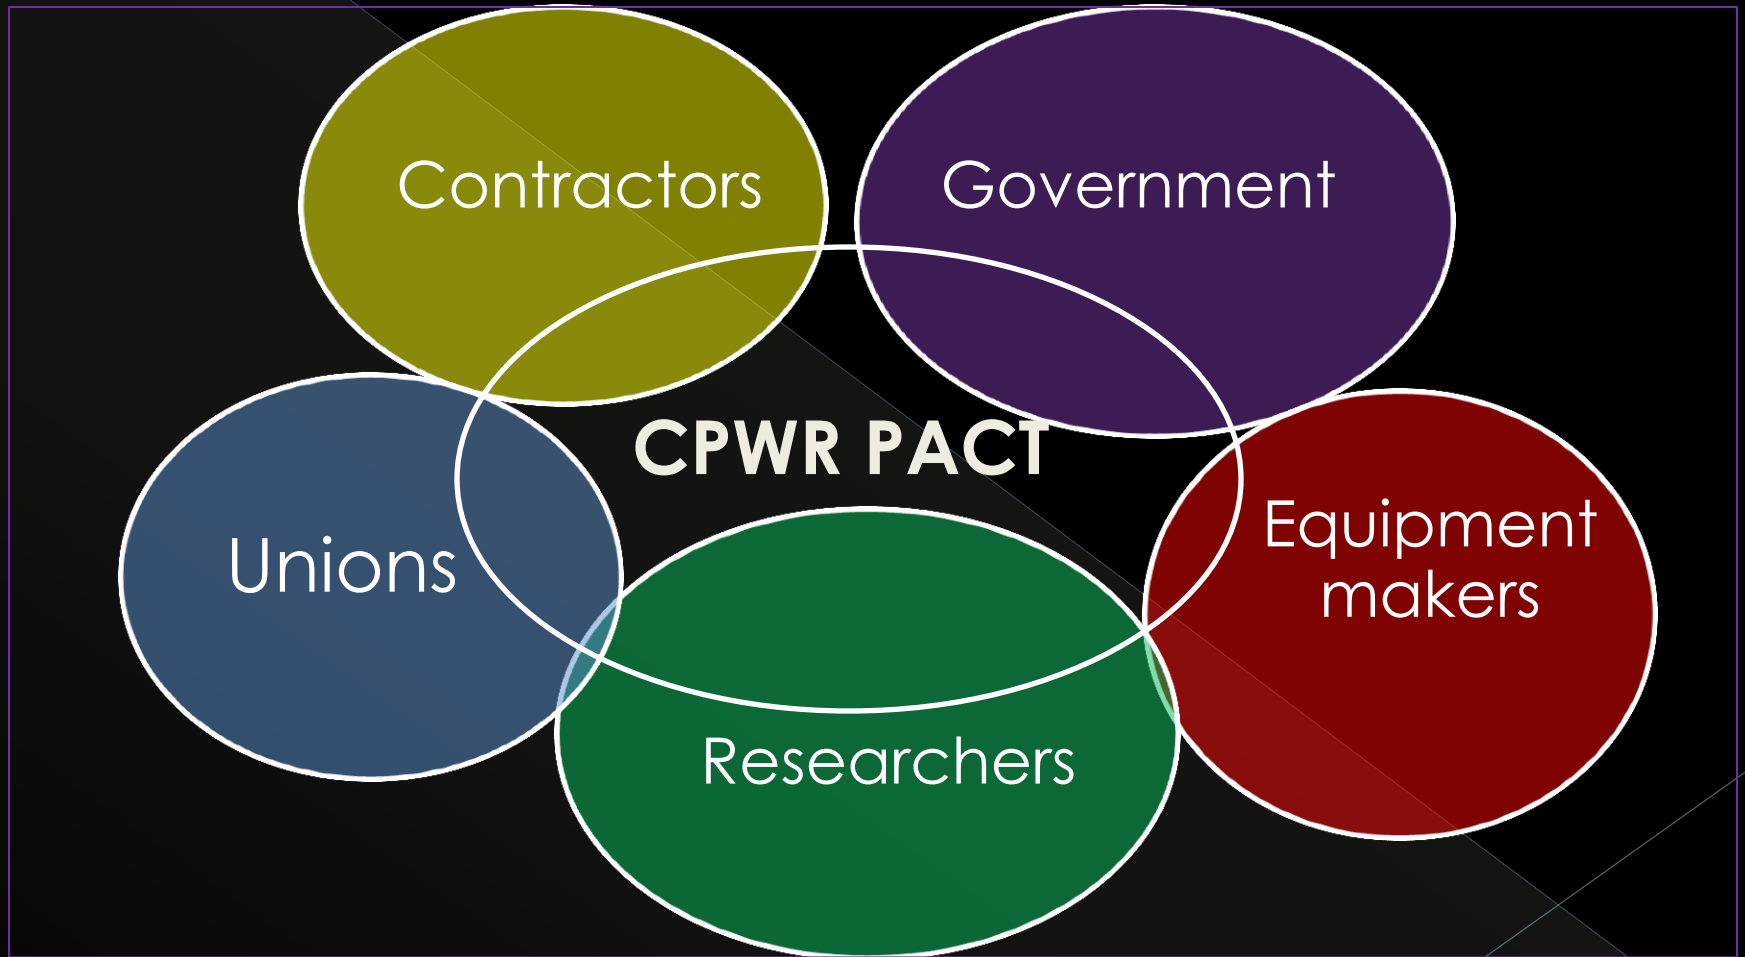 Contractors
Government
CPWR PACT
Unions
Equipment
makers
Researchers